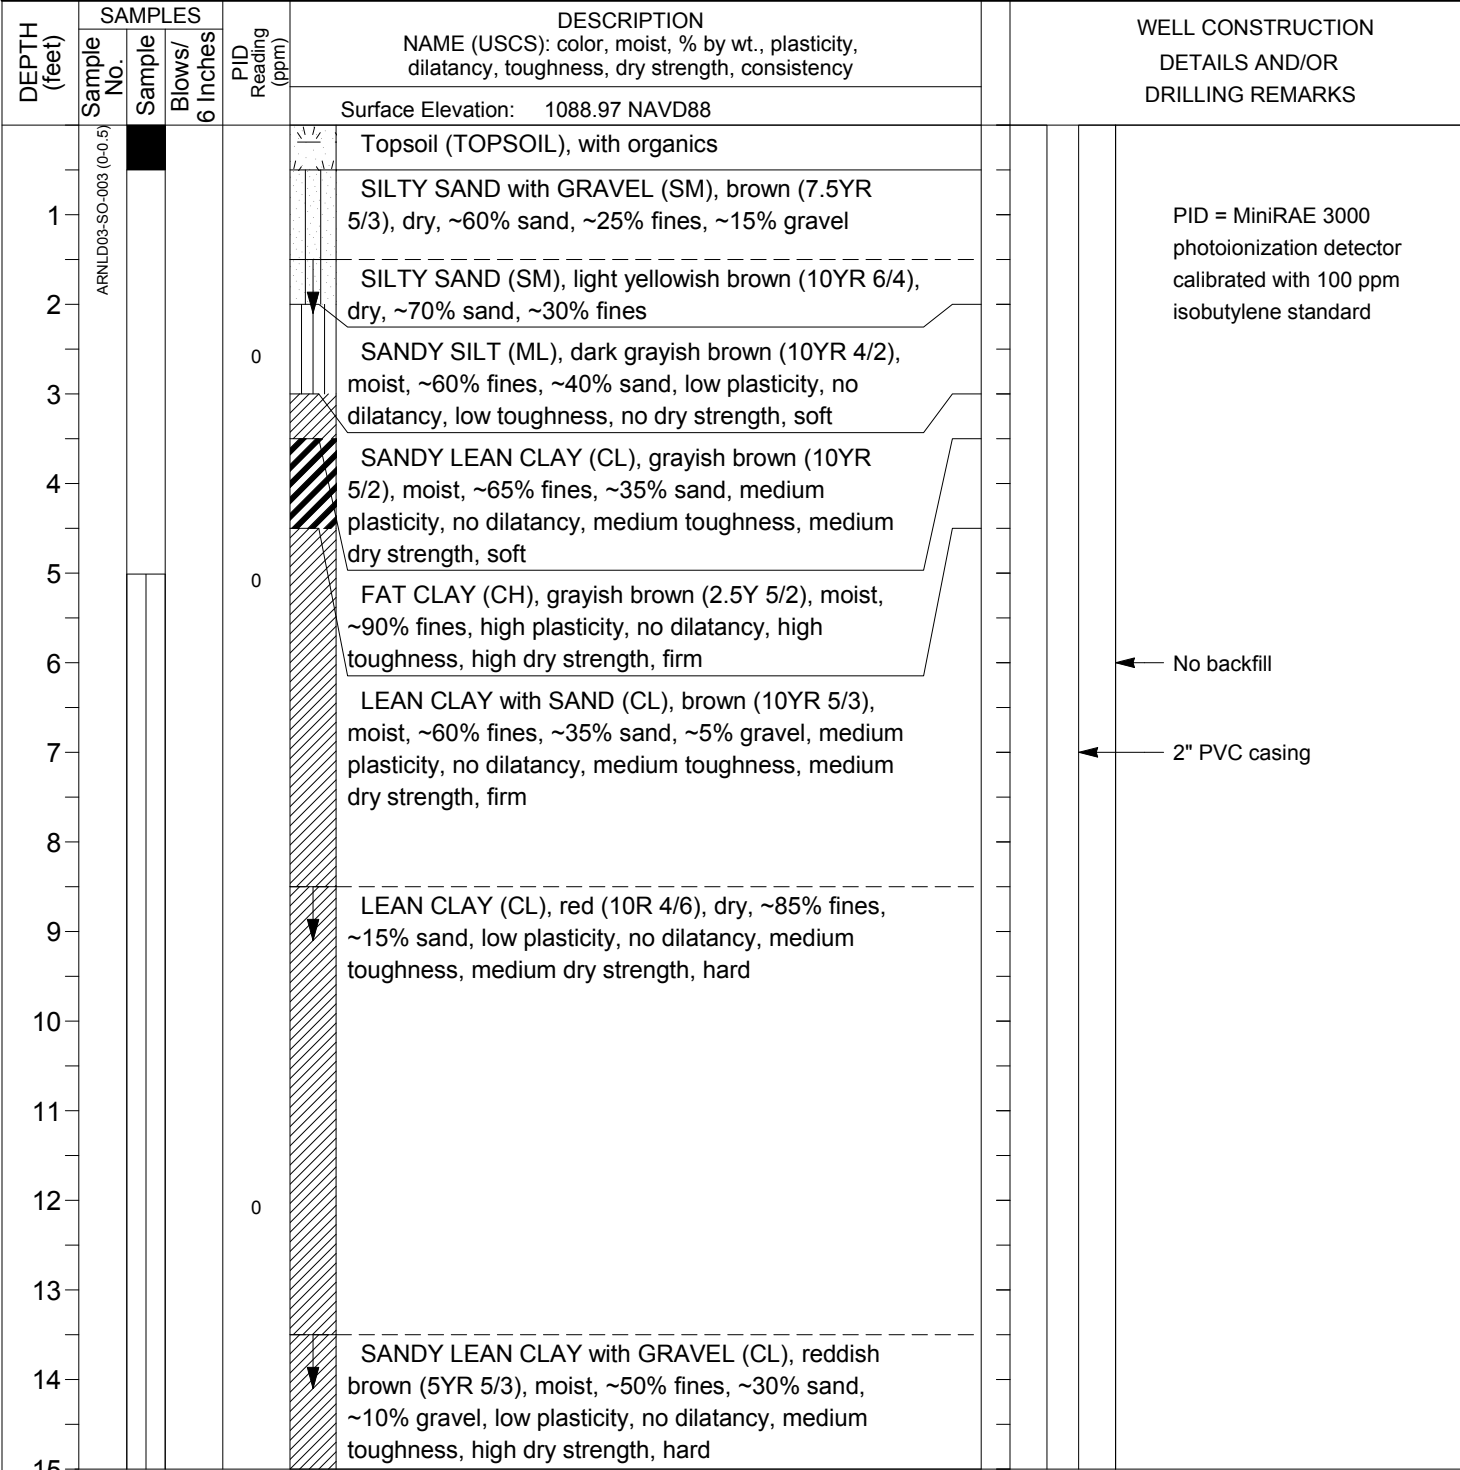 DEPTH
(feet)
SAMPLES
Sample
No.
Sample
Blows/
6 Inches
PID
Reading
(ppm)
DESCRIPTION
NAME (USCS): color, moist, % by wt., plasticity,
dilatancy, toughness, dry strength, consistency
Surface Elevation: 1088.97 NAVD88
WELL CONSTRUCTION
DETAILS AND/OR
DRILLING REMARKS
ARNLD03-SO-003 (0-0.5)
Topsoil (TOPSOIL), with organics
SILTY SAND with GRAVEL (SM), brown (7.5YR
5/3), dry, ~60% sand, ~25% fines, ~15% gravel
1
PID = MiniRAE 3000
photoionization detector
calibrated with 100 ppm
isobutylene standard
SILTY SAND (SM), light yellowish brown (10YR 6/4),
dry, ~70% sand, ~30% fines
2
0
SANDY SILT (ML), dark grayish brown (10YR 4/2),
moist, ~60% fines, ~40% sand, low plasticity, no
dilatancy, low toughness, no dry strength, soft
3
SANDY LEAN CLAY (CL), grayish brown (10YR
5/2), moist, ~65% fines, ~35% sand, medium
plasticity, no dilatancy, medium toughness, medium
dry strength, soft
4
5
0
FAT CLAY (CH), grayish brown (2.5Y 5/2), moist,
~90% fines, high plasticity, no dilatancy, high
toughness, high dry strength, firm
6
No backfill
LEAN CLAY with SAND (CL), brown (10YR 5/3),
moist, ~60% fines, ~35% sand, ~5% gravel, medium
plasticity, no dilatancy, medium toughness, medium
dry strength, firm
7
2" PVC casing
8
LEAN CLAY (CL), red (10R 4/6), dry, ~85% fines,
~15% sand, low plasticity, no dilatancy, medium
toughness, medium dry strength, hard
9
10
11
12
0
13
SANDY LEAN CLAY with GRAVEL (CL), reddish
brown (5YR 5/3), moist, ~50% fines, ~30% sand,
~10% gravel, low plasticity, no dilatancy, medium
toughness, high dry strength, hard
14
15